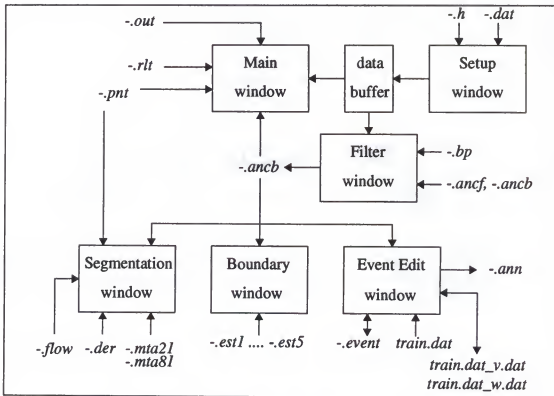 -.out
-.h
-.dat
-.rlt
-.pnt
Main
window
data
buffer
Setup
window
-.ancb
Filter
window
-.bp
-.ancf, -.ancb
Segmentation
window
Boundary
window
Event Edit
window
-.ann
-.flow
-.der
-.mta21
-.mta81
-.est1 .... -.est5
-.event
train.dat
train.dat_v.dat
train.dat_w.dat